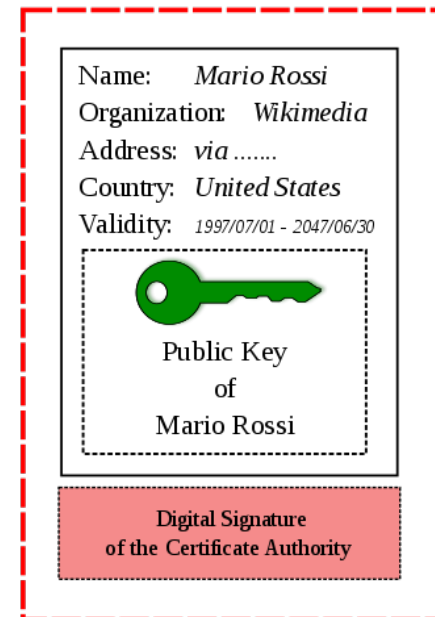 Name: Mario Rossi
Organization: Wikimedia
Address: via .......
Country: United States
Validity: 1997/07/01 - 2047/06/30
Public Key
of
Mario Rossi
Digital Signature
of the Certificate Authority